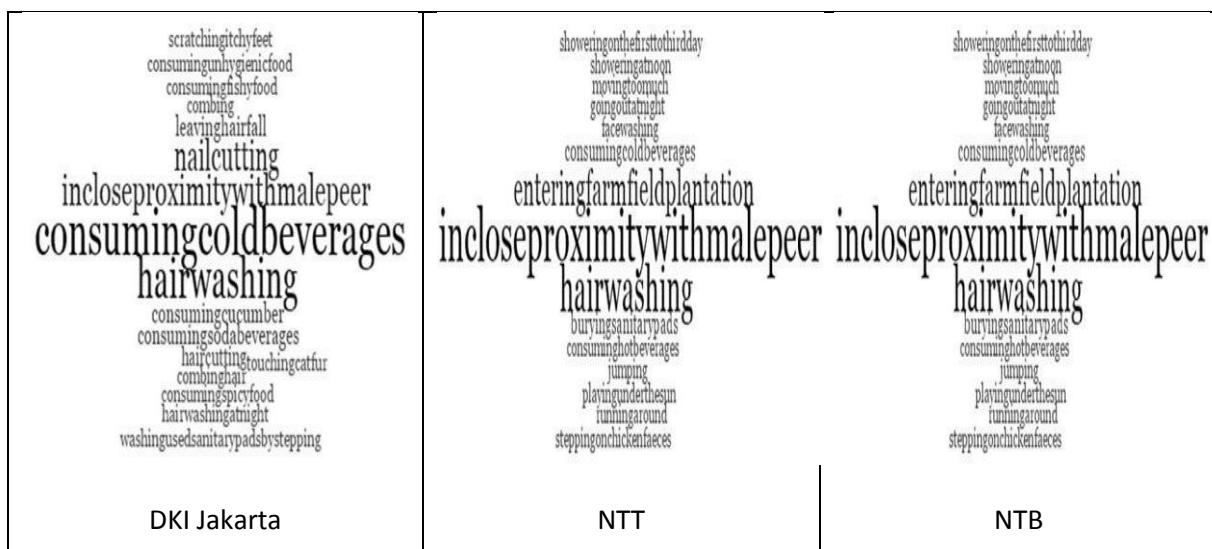 scratchingitchyfeet
consumingunhygienicfood
consumingfishyfood
combing
leavinghairfall
nailcutting
incloseproximitywithmalepeer
consumingcoldbeverages
hairwashing
consumingcucumber
consumingsodabeverages
haircutting
touchingcatfur
combinghair
consumingspicyfood
hairwashingatnight
washingusedsanitarypadsbystepping
DKI Jakarta
showeringonthefirsttothirdday
showeringatnoon
movingtoomuch
goingoutatnight
facewashing
consumingcoldbeverages
enteringfarmfieldplantation
incloseproximitywithmalepeer
hairwashing
buryingsanitarypads
consuminghotbeverages
jumping
playingunderthesun
runningaround
steppingonchickenfaeces
NTT
showeringonthefirsttothirdday
showeringatnoon
movingtoomuch
goingoutatnight
facewashing
consumingcoldbeverages
enteringfarmfieldplantation
incloseproximitywithmalepeer
hairwashing
buryingsanitarypads
consuminghotbeverages
jumping
playingunderthesun
runningaround
steppingonchickenfaeces
NTB